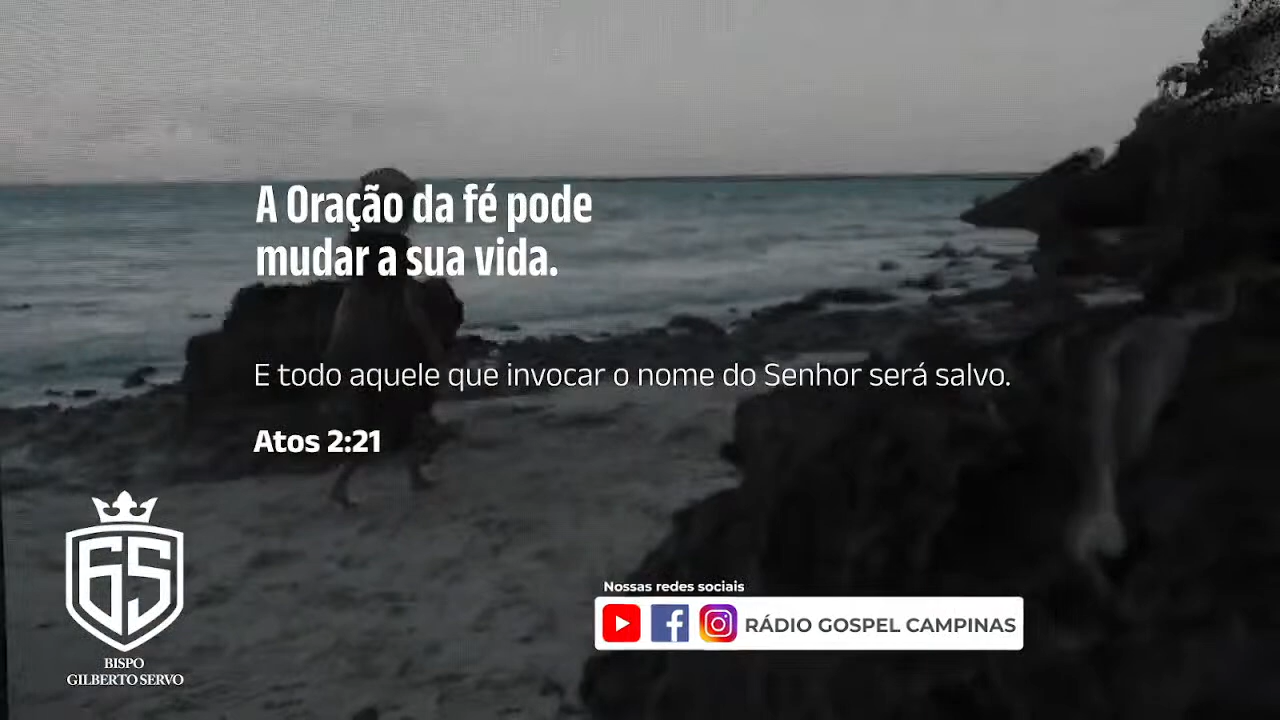 A Oração da fé pode
mudar a sua vida.
E todo aquele que invocar o nome do Senhor será salvo.
Atos 2:21
GS
BISPO
GILBERTO SERVO
Nossas redes sociais
RÁDIO GOSPEL CAMPINAS